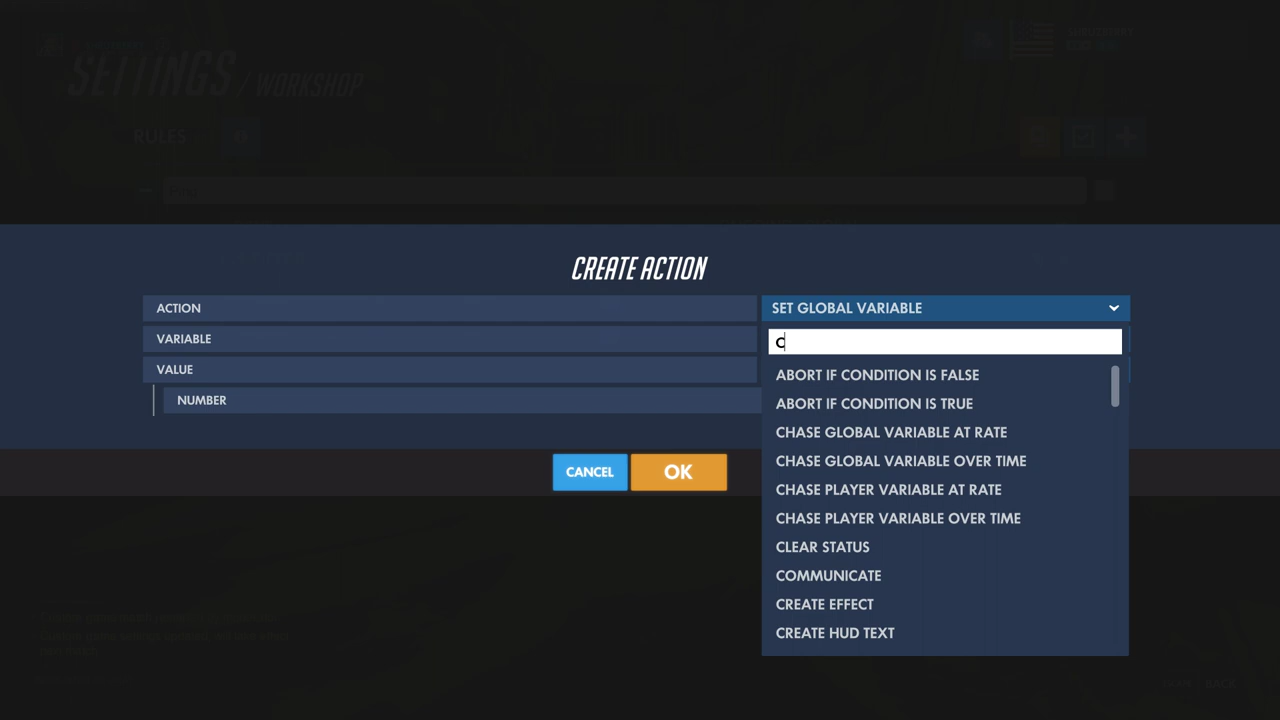 SETTINGS / WORKSHOP
RULES
CREATE ACTION
ACTION
SET GLOBAL VARIABLE
VARIABLE
C
VALUE
NUMBER
ABORT IF CONDITION IS FALSE
ABORT IF CONDITION IS TRUE
CHASE GLOBAL VARIABLE AT RATE
CHASE GLOBAL VARIABLE OVER TIME
CHASE PLAYER VARIABLE AT RATE
CHASE PLAYER VARIABLE OVER TIME
CLEAR STATUS
COMMUNICATE
CREATE EFFECT
CREATE HUD TEXT
CANCEL
OK
BACK